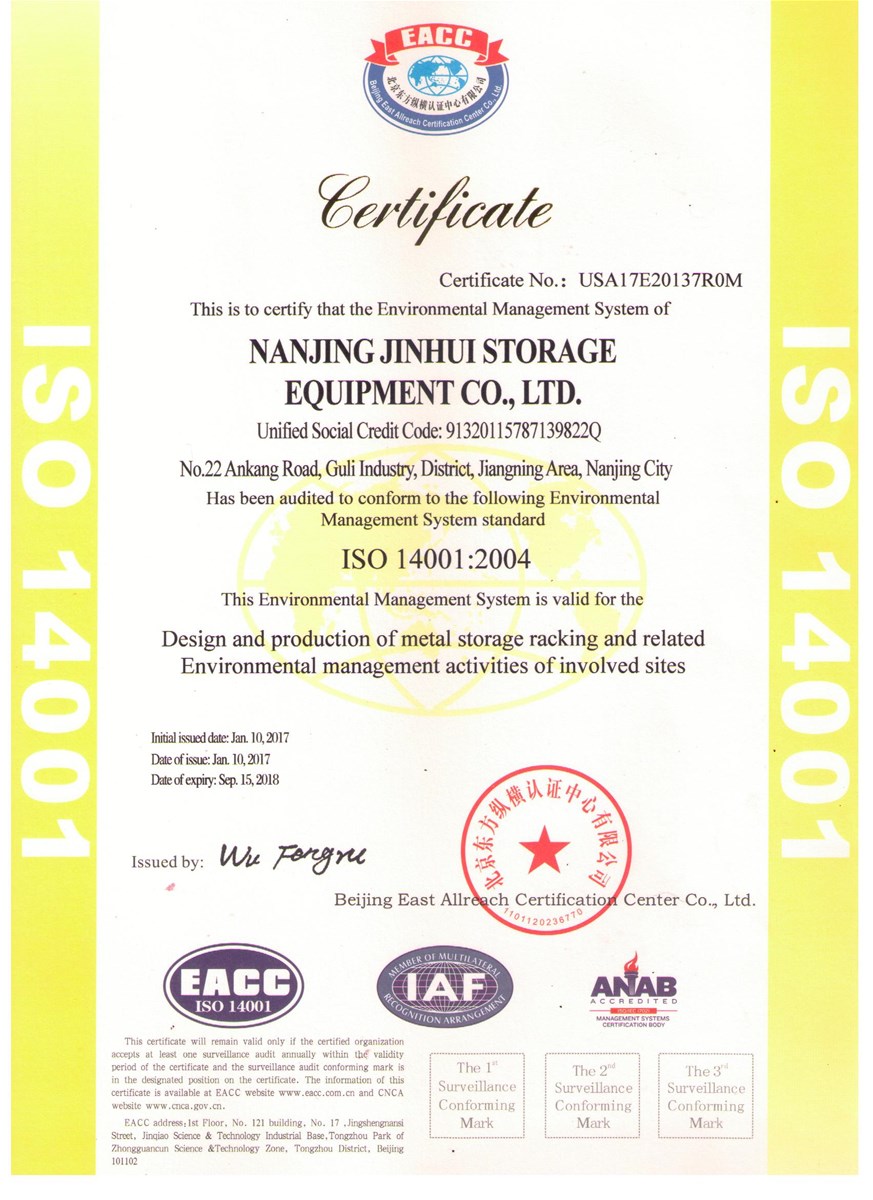 EACC
北京东方纵横认证中心有限公司
Beijing East Allreach Certification Center Co., Ltd.
Certificate
Certificate No.: USA17E20137R0M
This is to certify that the Environmental Management System of
NANJING JINHUI STORAGE
EQUIPMENT CO., LTD.
Unified Social Credit Code: 91320115787139822Q
No.22 Ankang Road, Guli Industry, District, Jiangning Area, Nanjing City
Has been audited to conform to the following Environmental
Management System standard
ISO 14001:2004
This Environmental Management System is valid for the
Design and production of metal storage racking and related
Environmental management activities of involved sites
ISO 14001
ISO 14001
Initial issued date: Jan. 10, 2017
Date of issue: Jan. 10, 2017
Date of expiry: Sep. 15, 2018
Issued by: Wu Fengyu
北京东方纵横认证中心有限公司
1101120236770
Beijing East Allreach Certification Center Co., Ltd.
EACC
ISO 14001
MEMBER OF MULTILATERAL
IAF
RECOGNITION ARRANGEMENT
ANAB
ACCREDITED
MANAGEMENT SYSTEMS
CERTIFICATION BODY
This certificate will remain valid only if the certified organization
accepts at least one surveillance audit annually within the validity
period of the certificate and the surveillance audit conforming mark is
in the designated position on the certificate. The information of this
certificate is available at EACC website www.eacc.com.cn and CNCA
website www.cnca.gov.cn.
EACC address:1st Floor, No. 121 building, No. 17 ,Jingshengnansi
Street, Jinqiao Science & Technology Industrial Base,Tongzhou Park of
Zhongguancun Science &Technology Zone, Tongzhou District, Beijing
101102
The 1st
Surveillance
Conforming
Mark
The 2nd
Surveillance
Conforming
Mark
The 3rd
Surveillance
Conforming
Mark